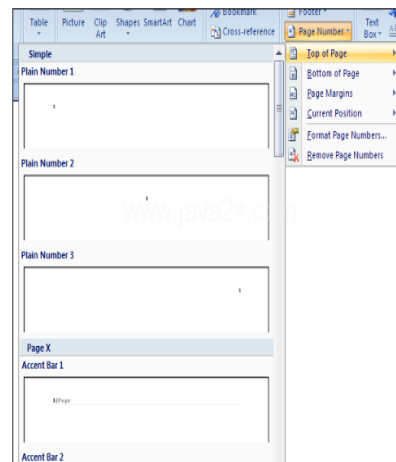 Bookmark
Footer
Table Picture Clip Art Shapes SmartArt Chart
Cross-reference
Page Number
Text Box
Simple
Top of Page
Plain Number 1
Bottom of Page
1
Page Margins
Current Position
Format Page Numbers...
Remove Page Numbers
Plain Number 2
1
www.java2s.com
Plain Number 3
1
Page X
Accent Bar 1
1|Page
Accent Bar 2